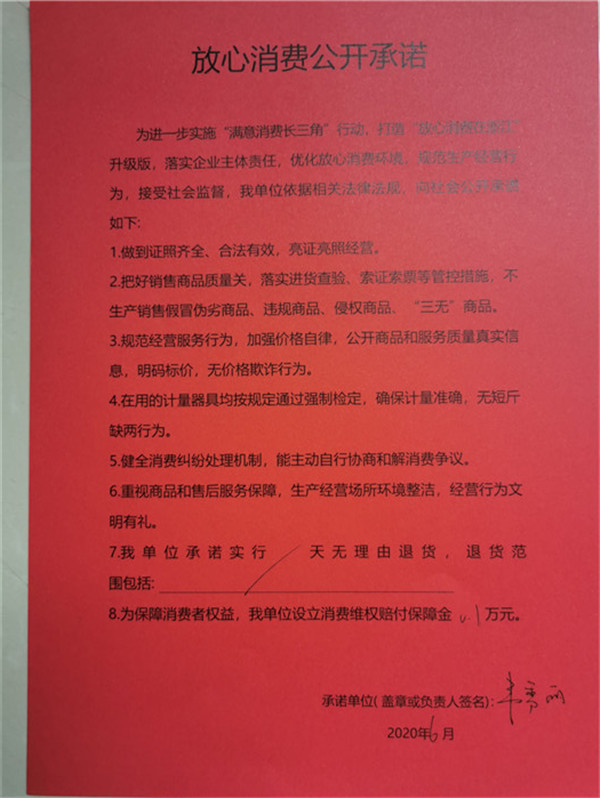 放心消费公开承诺
为进一步实施“满意消费长三角”行动，打造“放心消费在浙江”
升级版，落实企业主体责任，优化放心消费环境，规范生产经营行
为，接受社会监督，我单位依据相关法律法规，向社会公开承诺
如下:
1.做到证照齐全、合法有效，亮证亮照经营。
2.把好销售商品质量关，落实进货查验、索证索票等管控措施，不
生产销售假冒伪劣商品、违规商品、侵权商品、“三无”商品。
3.规范经营服务行为，加强价格自律，公开商品和服务质量真实信
息，明码标价，无价格欺诈行为。
4.在用的计量器具均按规定通过强制检定，确保计量准确，无短斤
缺两行为。
5.健全消费纠纷处理机制，能主动自行协商和解消费争议。
6.重视商品和售后服务保障，生产经营场所环境整洁，经营行为文
明有礼。
7.我单位承诺实行 / 天无理由退货，退货范
围包括:
8.为保障消费者权益，我单位设立消费维权赔付保障金 0.1 万元。
承诺单位(盖章或负责人签名):
2020年6月